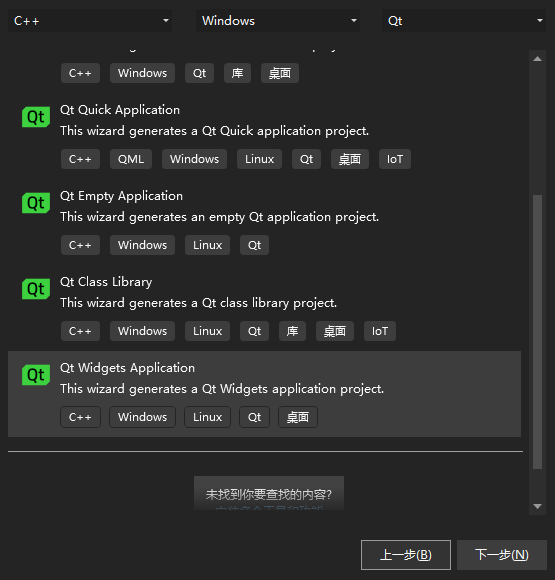 C++ Windows Qt
C++ Windows Qt 库 桌面
Qt Quick Application
This wizard generates a Qt Quick application project.
C++ QML Windows Linux Qt 桌面 IoT
Qt Empty Application
This wizard generates an empty Qt application project.
C++ Windows Linux Qt
Qt Class Library
This wizard generates a Qt class library project.
C++ Windows Linux Qt 库 桌面 IoT
Qt Widgets Application
This wizard generates a Qt Widgets application project.
C++ Windows Linux Qt 桌面
未找到你要查找的内容?
上一步(B) 下一步(N)